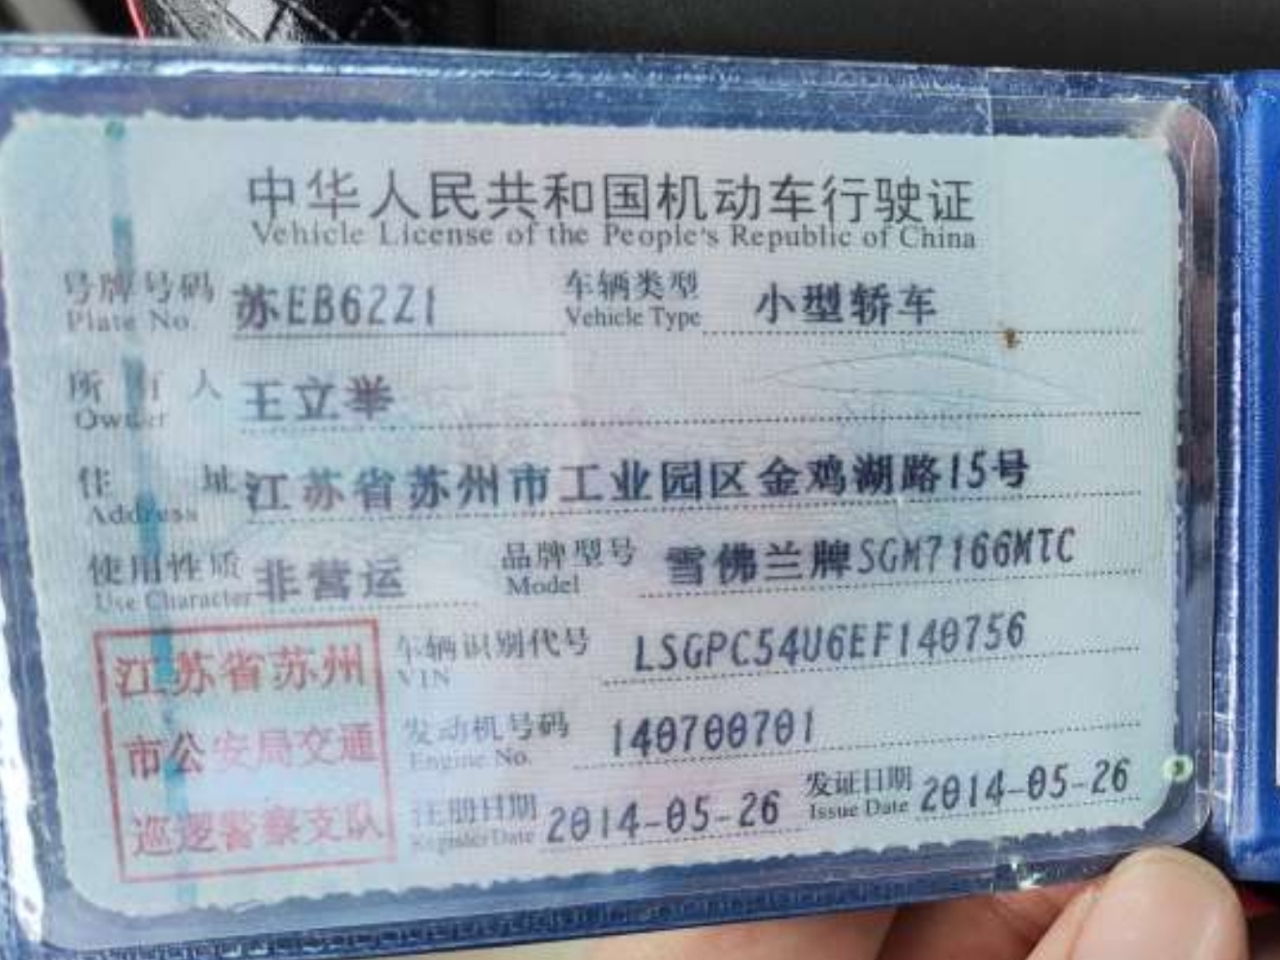 中华人民共和国机动车行驶证
Vehicle License of the People's Republic of China
号牌号码 苏EB62Z1 车辆类型 小型轿车
Plate No. Vehicle Type
所有人 王立举
Owner
住址 江苏省苏州市工业园区金鸡湖路15号
Address
使用性质 非营运 品牌型号 雪佛兰牌SGM7166MTC
Use Character Model
江苏省苏州
市公安局交通
巡逻警察支队
车辆识别代号 LSGPC54U6EF140756
VIN
发动机号码 140700701
Engine No.
注册日期 2014-05-26 发证日期 2014-05-26
Register Date Issue Date